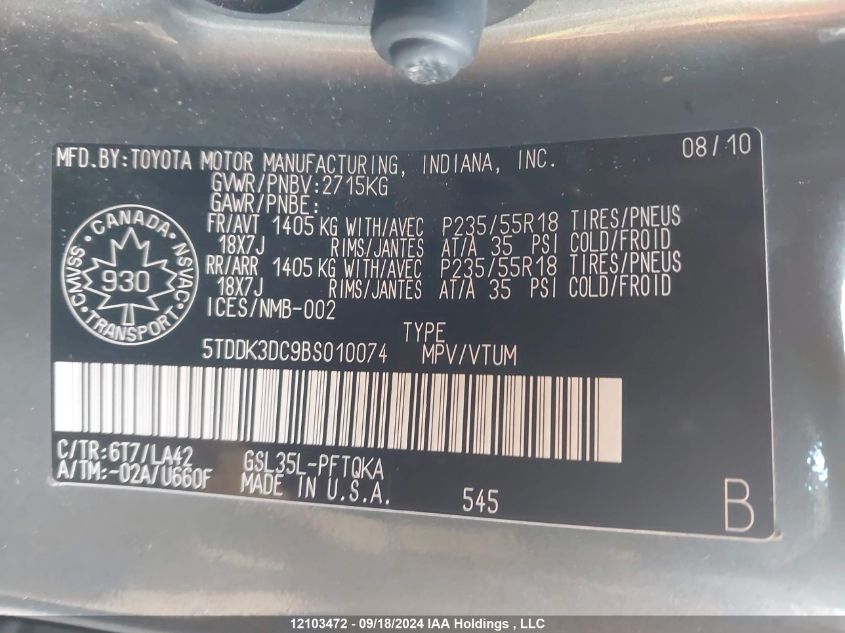 MFD.BY:TOYOTA MOTOR MANUFACTURING, INDIANA, INC. 08/10
GVWR/PNBV:2715KG
GAWR/PNBE:
FR/AVT 1405 KG WITH/AVEC P235/55R18 TIRES/PNEUS
18X7J RIMS/JANTES AT/A 35 PSI COLD/FROID
RR/ARR 1405 KG WITH/AVEC P235/55R18 TIRES/PNEUS
18X7J RIMS/JANTES AT/A 35 PSI COLD/FROID
ICES/NMB-002
CANADA
CMVSS 930 NSVAC
TRANSPORT
TYPE
5TDDK3DC9BS010074 MPV/VTUM
C/TR:6T7/LA42 GSL35L-PFTQKA
A/TM:-02A/U660F MADE IN U.S.A. 545 B
12103472 - 09/18/2024 IAA Holdings , LLC